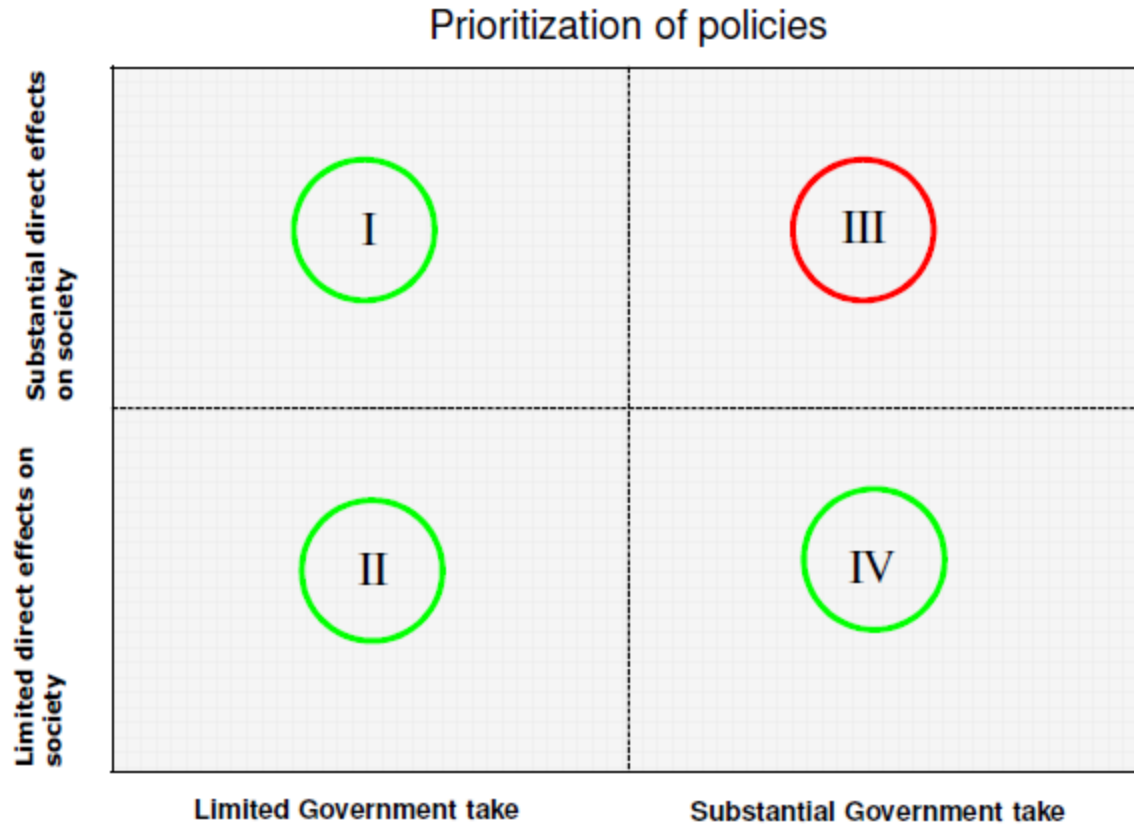 Prioritization of policies
Substantial direct effects
on society
I
III
Limited direct effects on
society
II
IV
Limited Government take
Substantial Government take